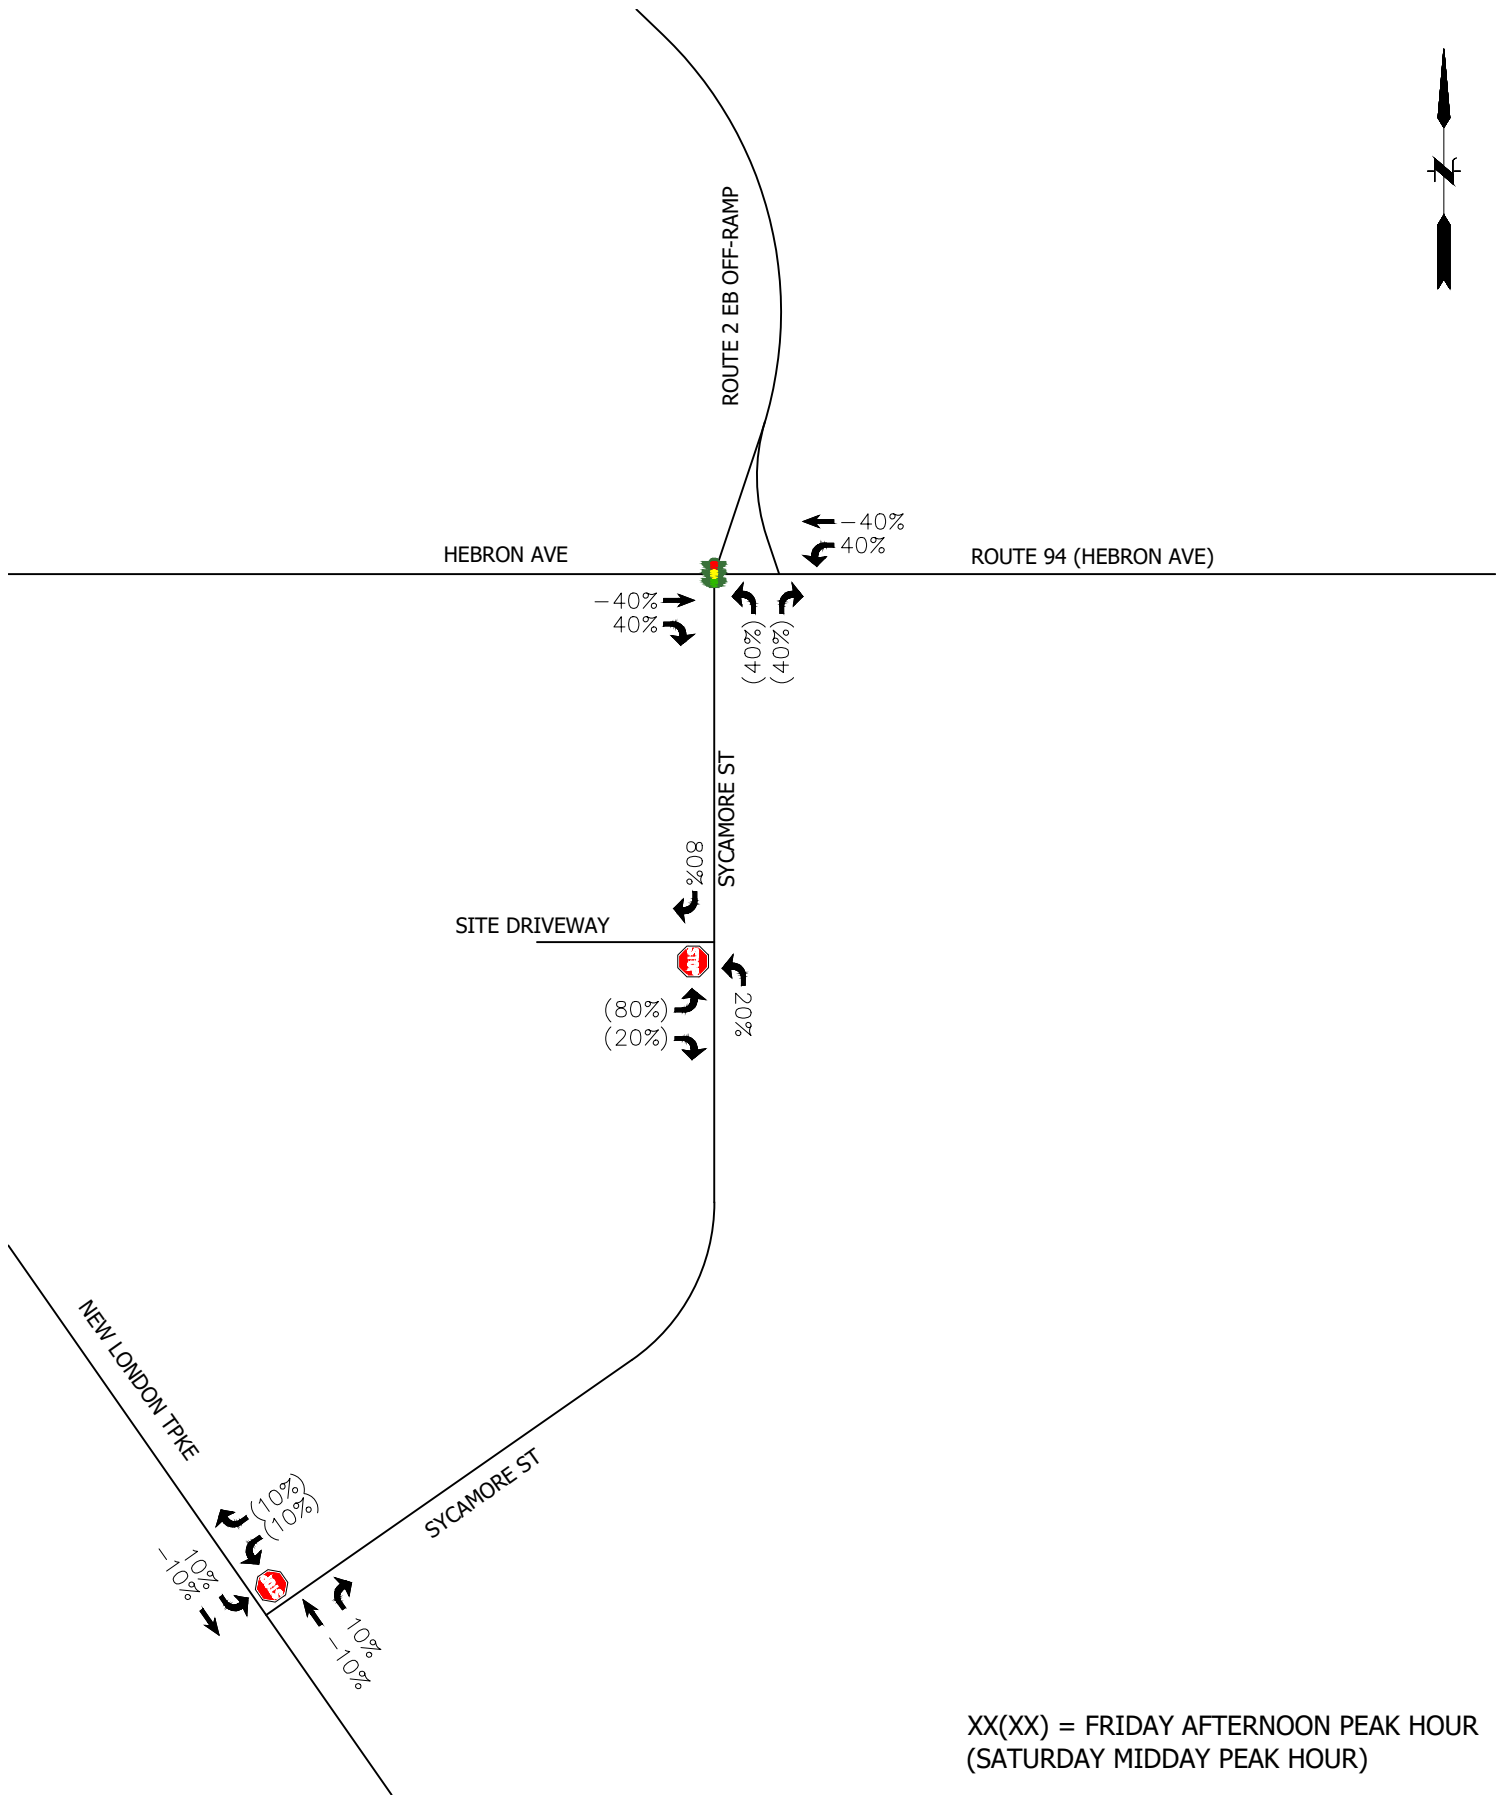 ROUTE 2 EB OFF-RAMP
N
-40%
40%
HEBRON AVE
ROUTE 94 (HEBRON AVE)
-40%
40%
(40%)
(40%)
SYCAMORE ST
80%
SITE DRIVEWAY
STOP
20%
(80%)
(20%)
NEW LONDON TPKE
SYCAMORE ST
(10%)
(10%)
10%
-10%
STOP
10%
-10%
XX(XX) = FRIDAY AFTERNOON PEAK HOUR
(SATURDAY MIDDAY PEAK HOUR)